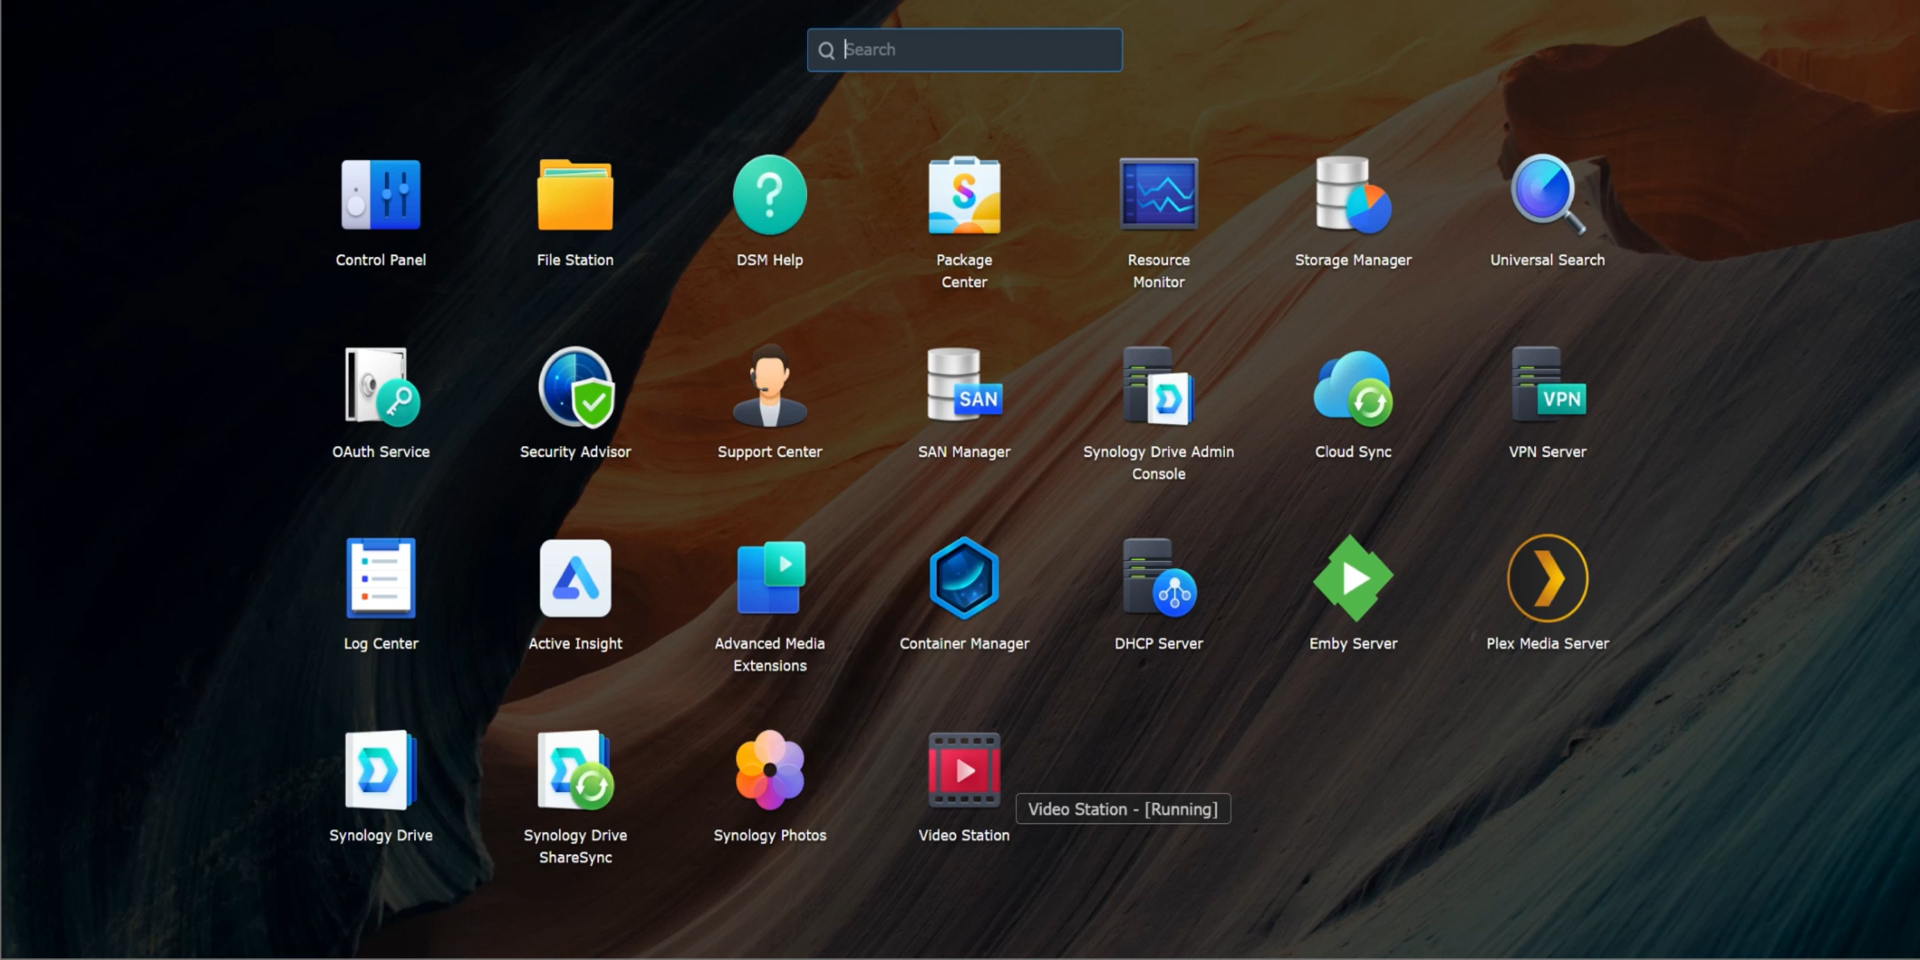 Search
Control Panel
File Station
DSM Help
Package
Center
Resource
Monitor
Storage Manager
Universal Search
OAuth Service
Security Advisor
Support Center
SAN
SAN Manager
Synology Drive Admin
Console
Cloud Sync
VPN
VPN Server
Log Center
Active Insight
Advanced Media
Extensions
Container Manager
DHCP Server
Emby Server
Plex Media Server
Synology Drive
Synology Drive
ShareSync
Synology Photos
Video Station
Video Station - [Running]